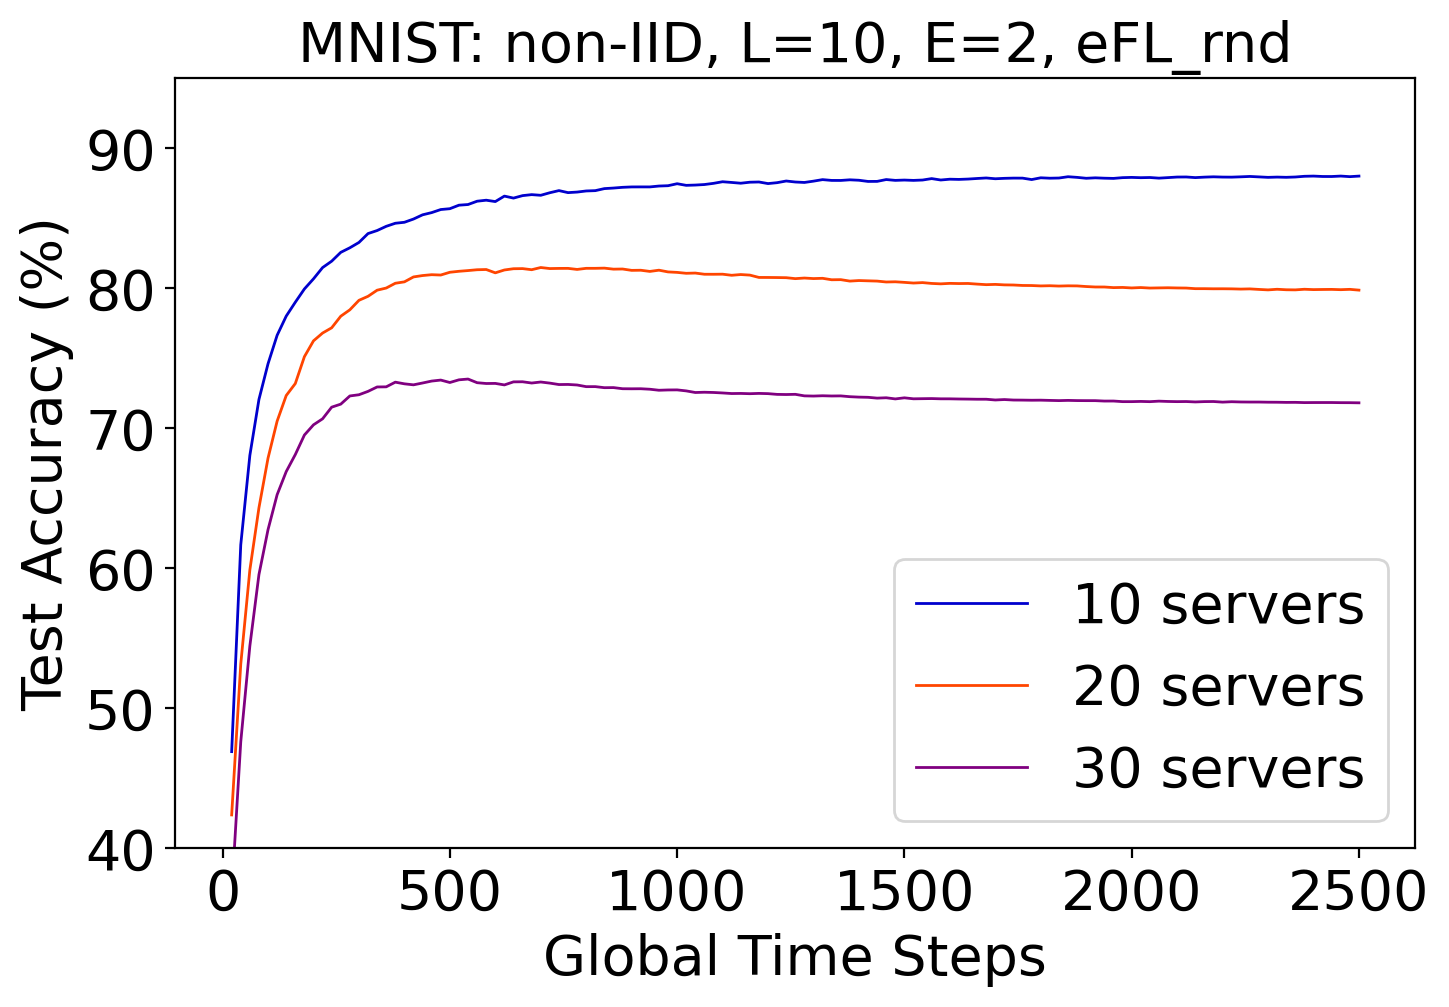 MNIST: non-IID, L=10, E=2, eFL_rnd
Test Accuracy (%)
90
80
70
60
50
40
10 servers
20 servers
30 servers
0 500 1000 1500 2000 2500
Global Time Steps